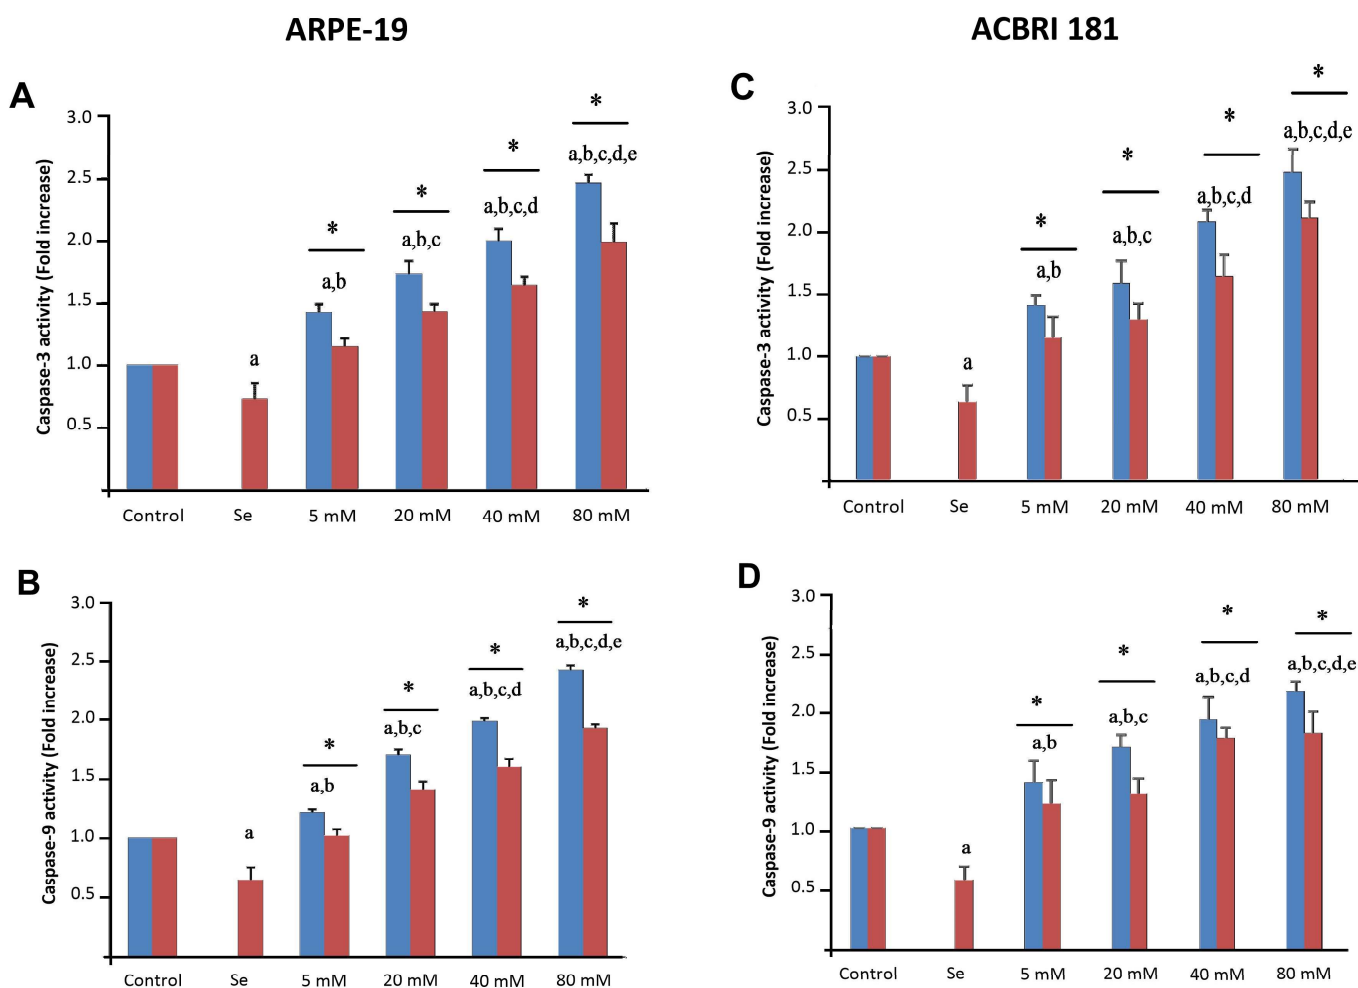 ARPE-19
ACBRI 181
A
Caspase-3 activity (Fold increase)
3.0
2.5
2.0
1.5
1.0
0.5
a
a,b
*
a,b,c
*
a,b,c,d
*
a,b,c,d,e
*
Control Se 5 mM 20 mM 40 mM 80 mM
C
Caspase-3 activity (Fold increase)
3.0
2.5
2.0
1.5
1.0
0.5
a
a,b
*
a,b,c
*
a,b,c,d
*
a,b,c,d,e
*
Control Se 5 mM 20 mM 40 mM 80 mM
B
Caspase-9 activity (Fold increase)
3.0
2.5
2.0
1.5
1.0
0.5
a
a,b
*
a,b,c
*
a,b,c,d
*
a,b,c,d,e
*
Control Se 5 mM 20 mM 40 mM 80 mM
D
Caspase-9 activity (Fold increase)
3.0
2.5
2.0
1.5
1.0
0.5
a
a,b
*
a,b,c
*
a,b,c,d
*
a,b,c,d,e
*
Control Se 5 mM 20 mM 40 mM 80 mM